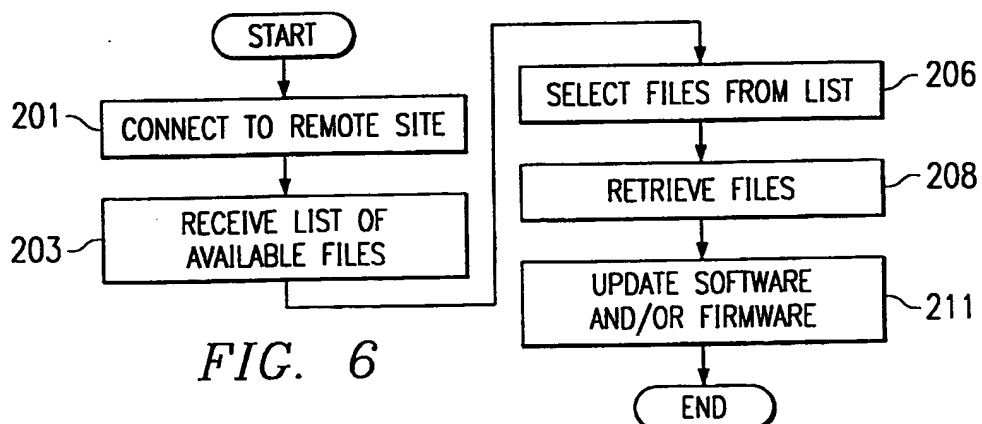 START
201
CONNECT TO REMOTE SITE
203
RECEIVE LIST OF
AVAILABLE FILES
206
SELECT FILES FROM LIST
208
RETRIEVE FILES
211
UPDATE SOFTWARE
AND/OR FIRMWARE
END
FIG. 6